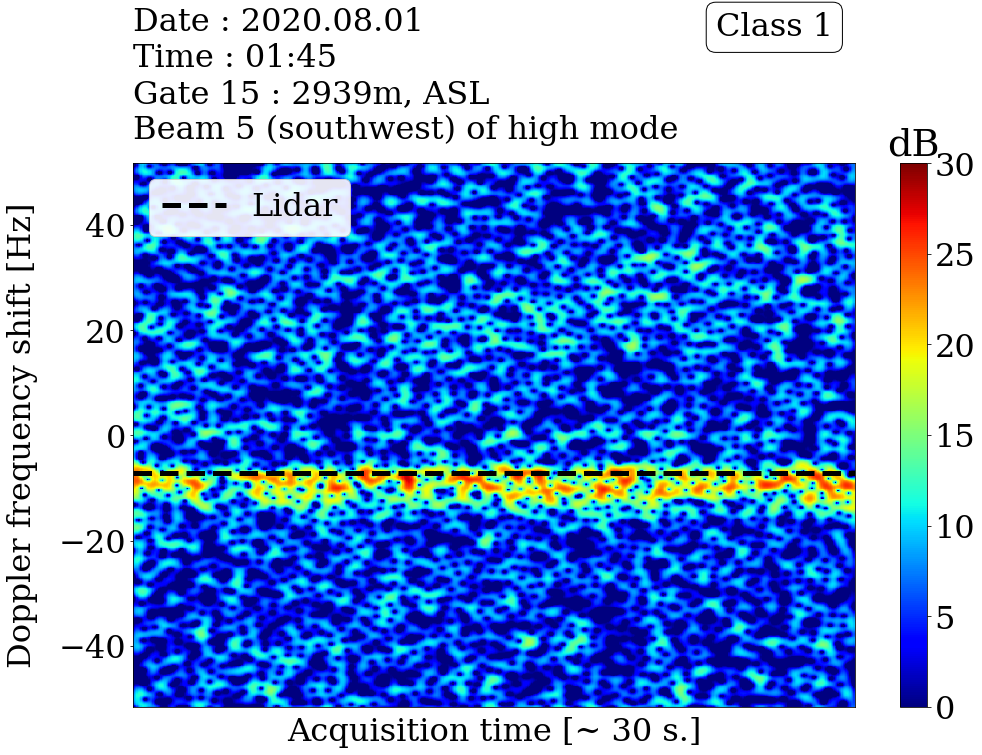 Date : 2020.08.01
Time : 01:45
Gate 15 : 2939m, ASL
Beam 5 (southwest) of high mode
Class 1
dB
Lidar
Doppler frequency shift [Hz]
40
20
0
−20
−40
Acquisition time [~ 30 s.]
30
25
20
15
10
5
0